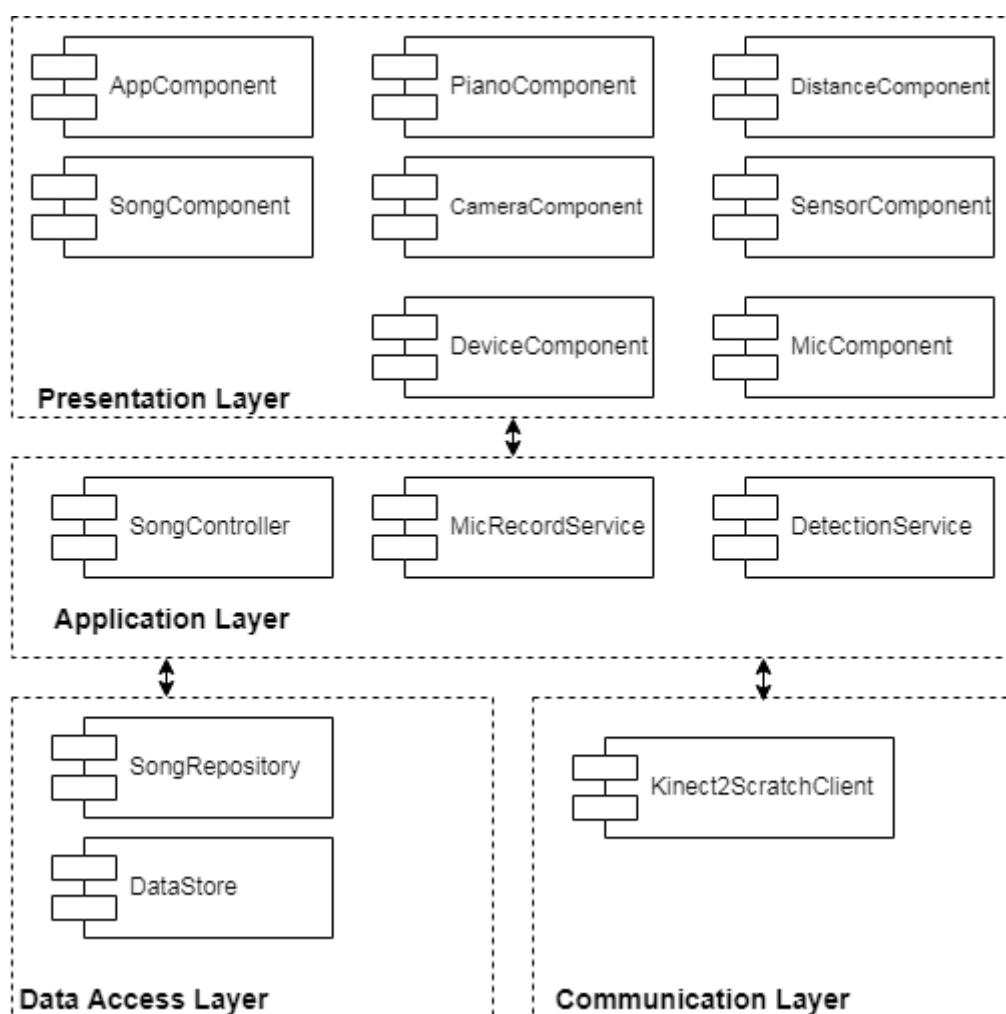 AppComponent
PianoComponent
DistanceComponent
SongComponent
CameraComponent
SensorComponent
DeviceComponent
MicComponent
Presentation Layer
SongController
MicRecordService
DetectionService
Application Layer
SongRepository
Kinect2ScratchClient
DataStore
Data Access Layer
Communication Layer